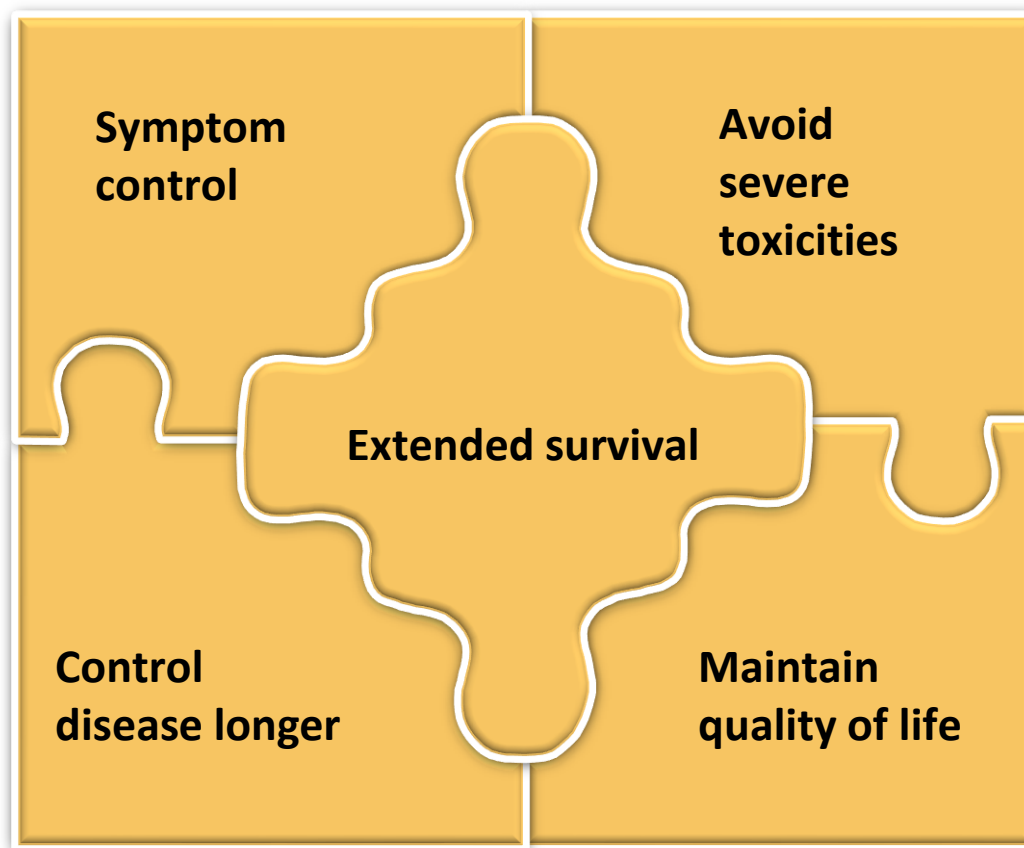 Symptom
control
Avoid
severe
toxicities
Extended survival
Control
disease longer
Maintain
quality of life